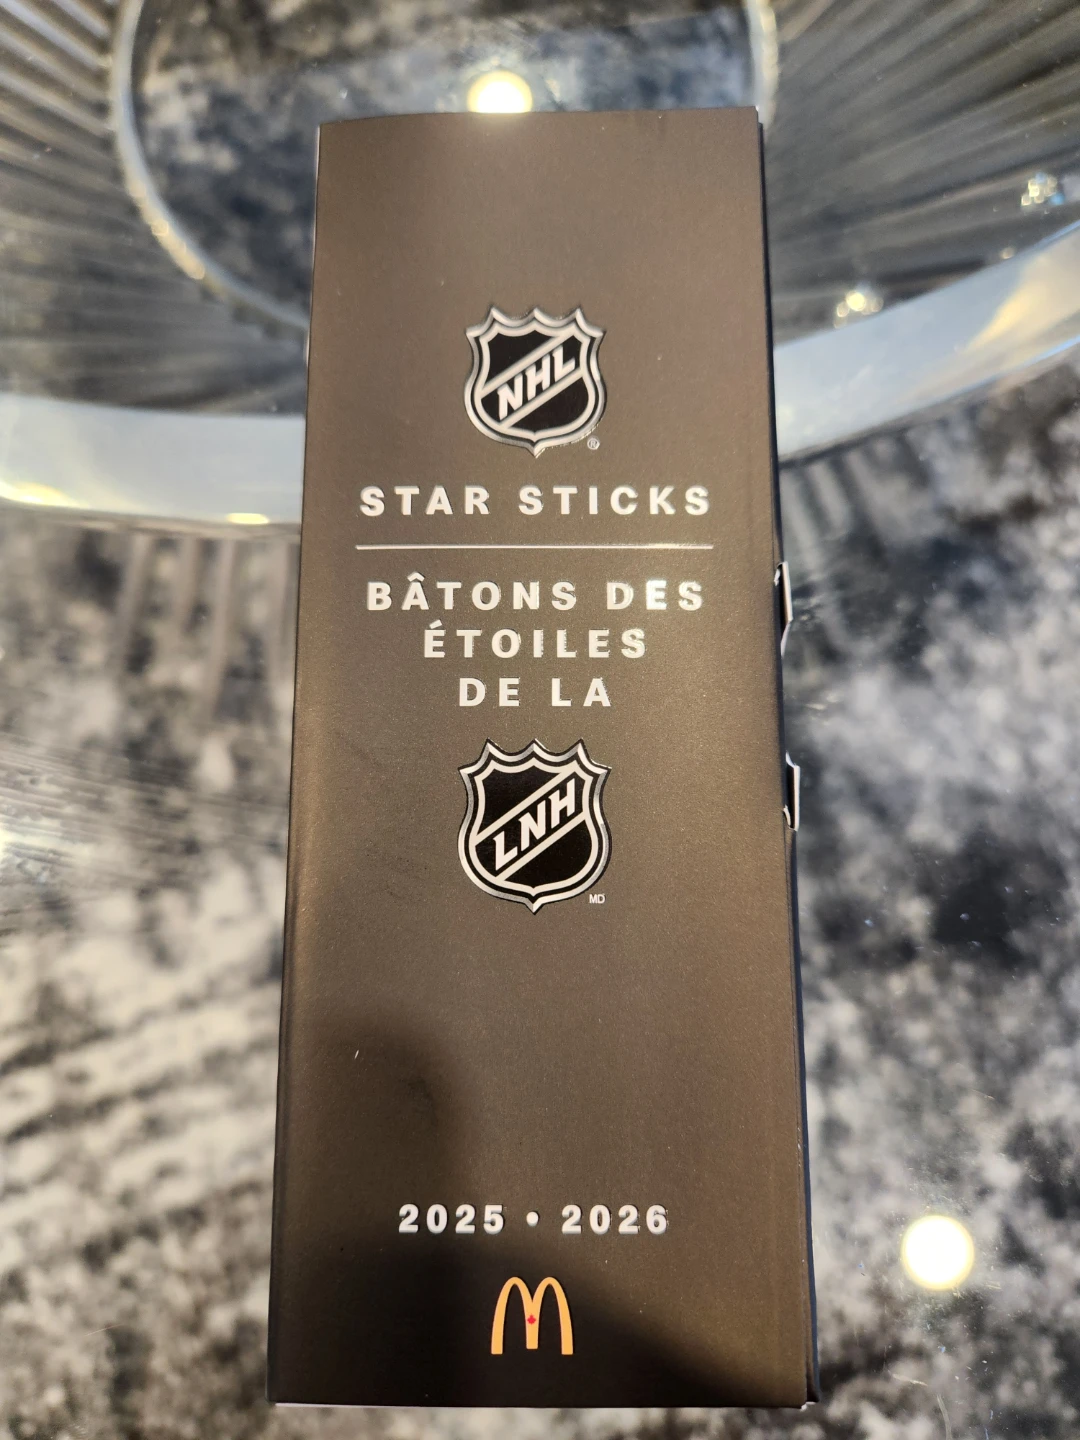 NHL
®
STAR STICKS
BÂTONS DES
ÉTOILES
DE LA
LNH
MD
2025 • 2026